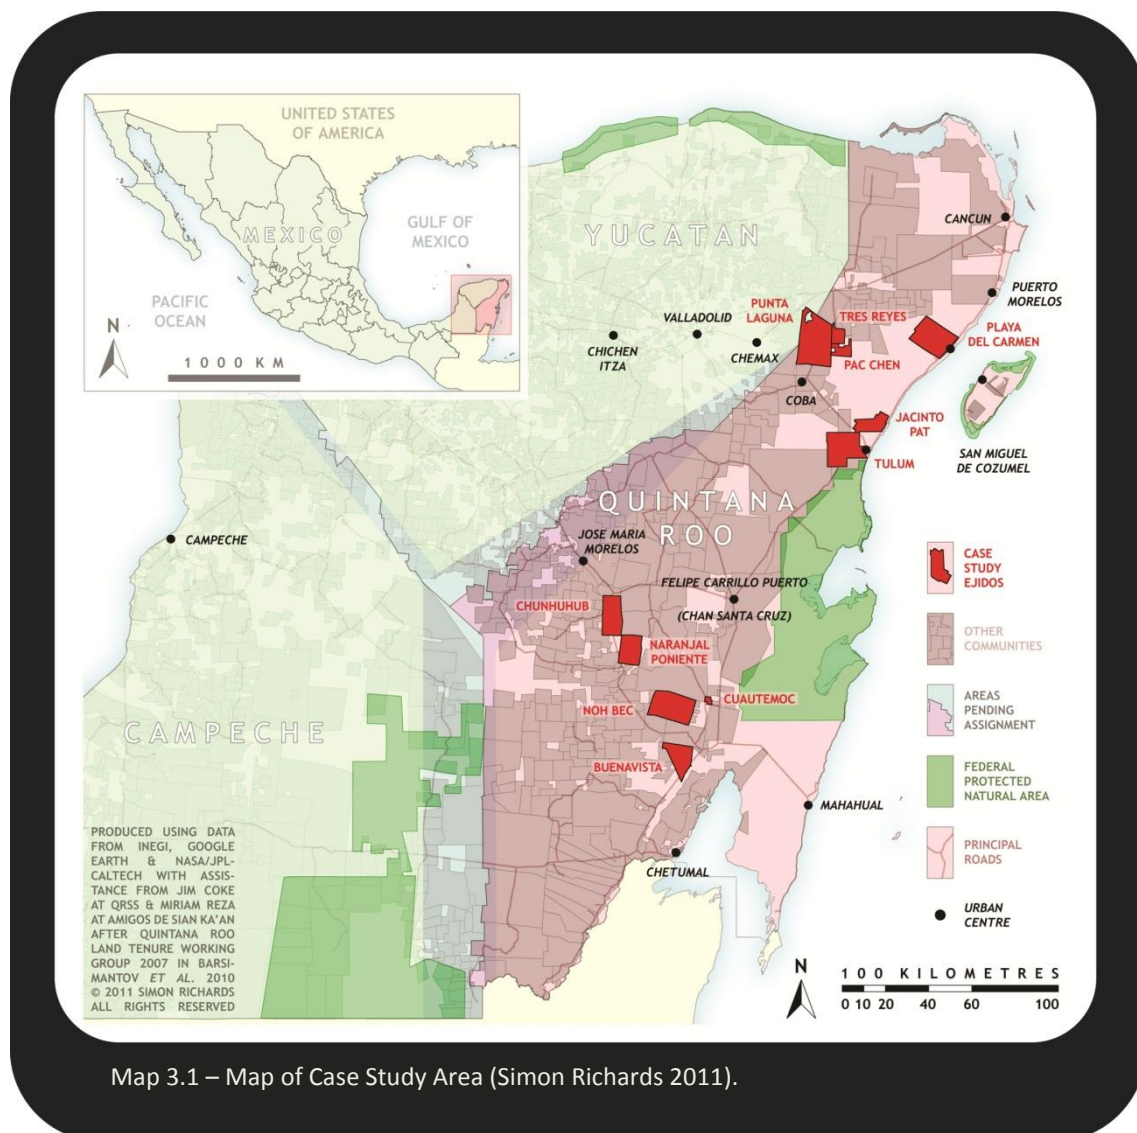 UNITED STATES
OF AMERICA
MEXICO
GULF OF
MEXICO
PACIFIC
OCEAN
N
1000 KM
YUCATAN
CANCUN
PUERTO
MORELOS
PUNTA
LAGUNA
TRES REYES
VALLADOLID
CHICHEN
ITZA
CHEMAX
PLAYA
DEL CARMEN
PAC CHEN
COBA
JACINTO
PAT
TULUM
SAN MIGUEL
DE COZUMEL
QUINTANA
ROO
CAMPECHE
JOSE MARIA
MORELOS
FELIPE CARRILLO PUERTO
(CHAN SANTA CRUZ)
CHUNHUHUB
NARANJAL
PONIENTE
CUAUTEMOC
NOH BEC
CAMPECHE
BUENAVISTA
MAHAHUAL
CHETUMAL
CASE
STUDY
EJIDOS
OTHER
COMMUNITIES
AREAS
PENDING
ASSIGNMENT
FEDERAL
PROTECTED
NATURAL AREA
PRINCIPAL
ROADS
URBAN
CENTRE
PRODUCED USING DATA
FROM INEGI, GOOGLE
EARTH & NASA/JPL-
CALTECH WITH ASSIS-
TANCE FROM JIM COKE
AT QRSS & MIRIAM REZA
AT AMIGOS DE SIAN KA'AN
AFTER QUINTANA ROO
LAND TENURE WORKING
GROUP 2007 IN BARSI-
MANTOV ET AL. 2010
© 2011 SIMON RICHARDS
ALL RIGHTS RESERVED
N
100 KILOMETRES
0 10 20 40 60 100
Map 3.1 – Map of Case Study Area (Simon Richards 2011).